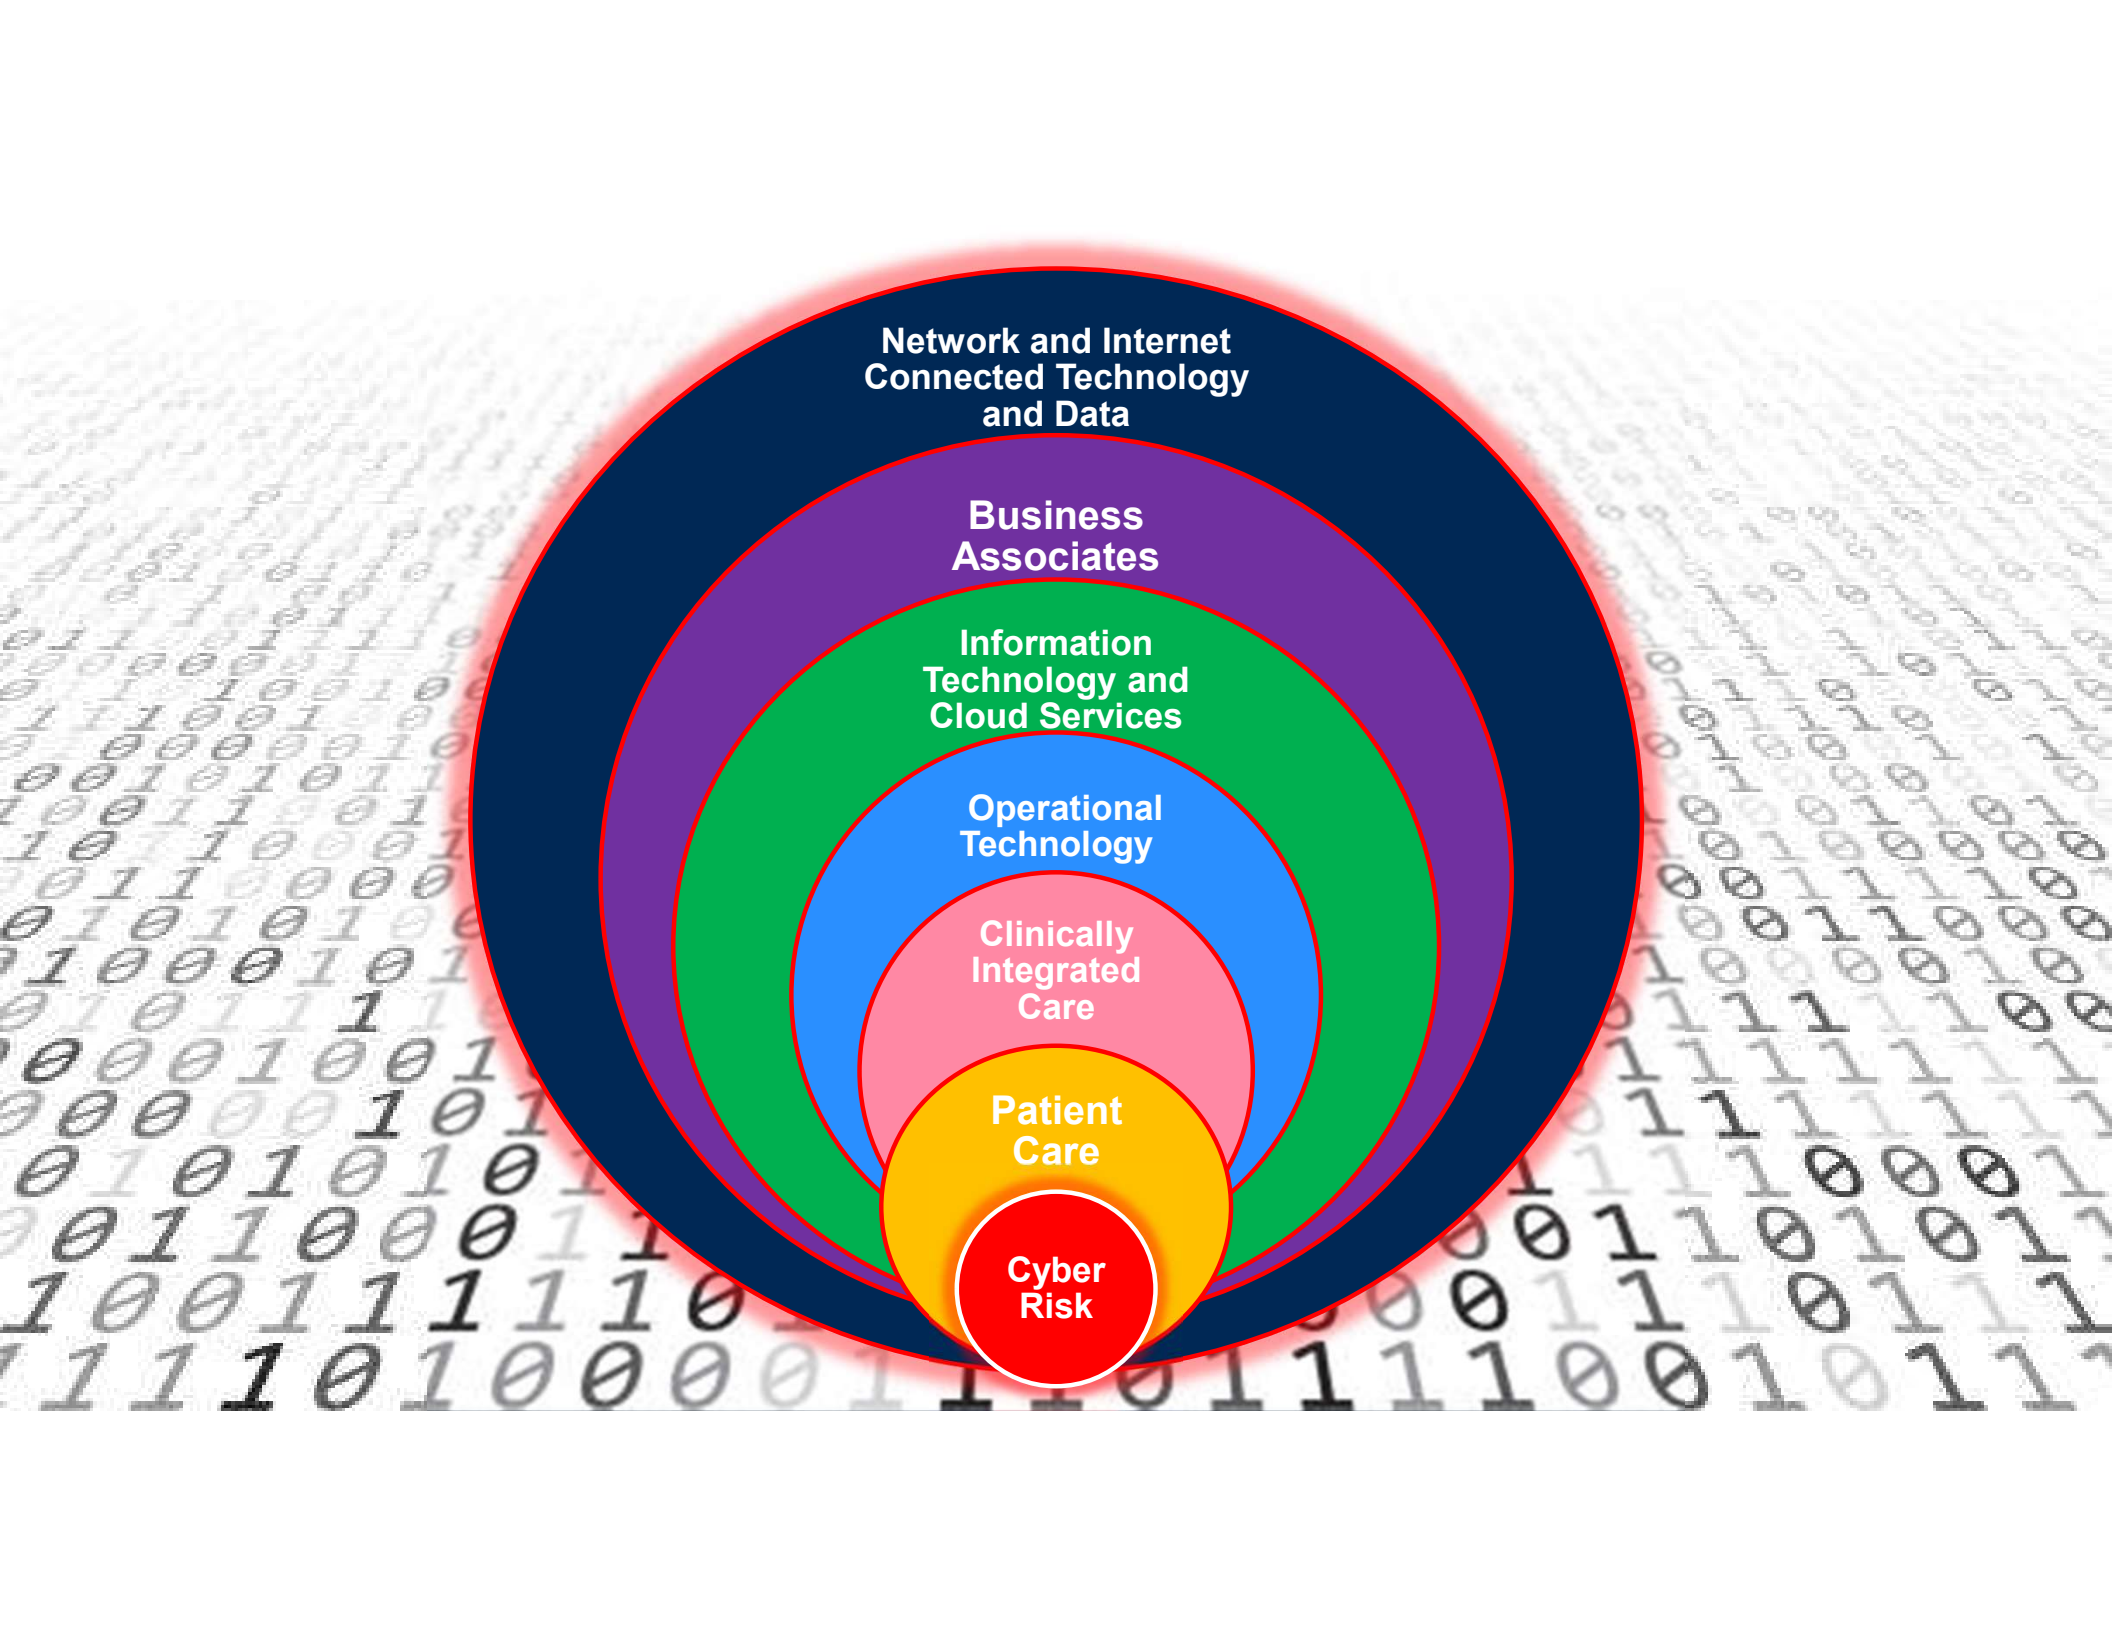 Network and Internet
Connected Technology
and Data
Business
Associates
Information
Technology and
Cloud Services
Operational
Technology
Clinically
Integrated
Care
Patient
Care
Cyber
Risk